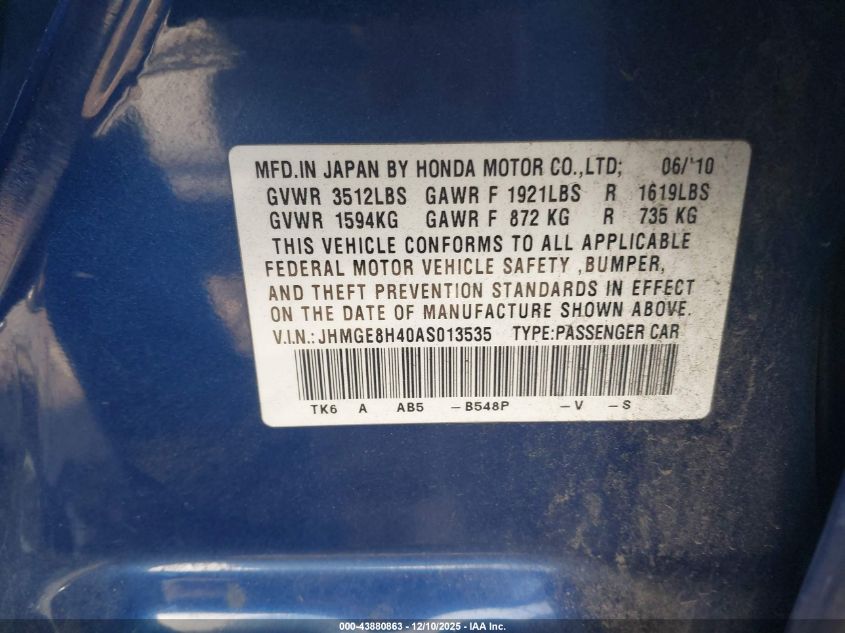 MFD.IN JAPAN BY HONDA MOTOR CO.,LTD; 06/'10
GVWR 3512LBS GAWR F 1921LBS R 1619LBS
GVWR 1594KG GAWR F 872 KG R 735 KG
THIS VEHICLE CONFORMS TO ALL APPLICABLE
FEDERAL MOTOR VEHICLE SAFETY ,BUMPER,
AND THEFT PREVENTION STANDARDS IN EFFECT
ON THE DATE OF MANUFACTURE SHOWN ABOVE.
V.I.N.:JHMGE8H40AS013535 TYPE:PASSENGER CAR
TK6 A AB5 -B548P -V -S
000-43880863 - 12/10/2025 - IAA Inc.